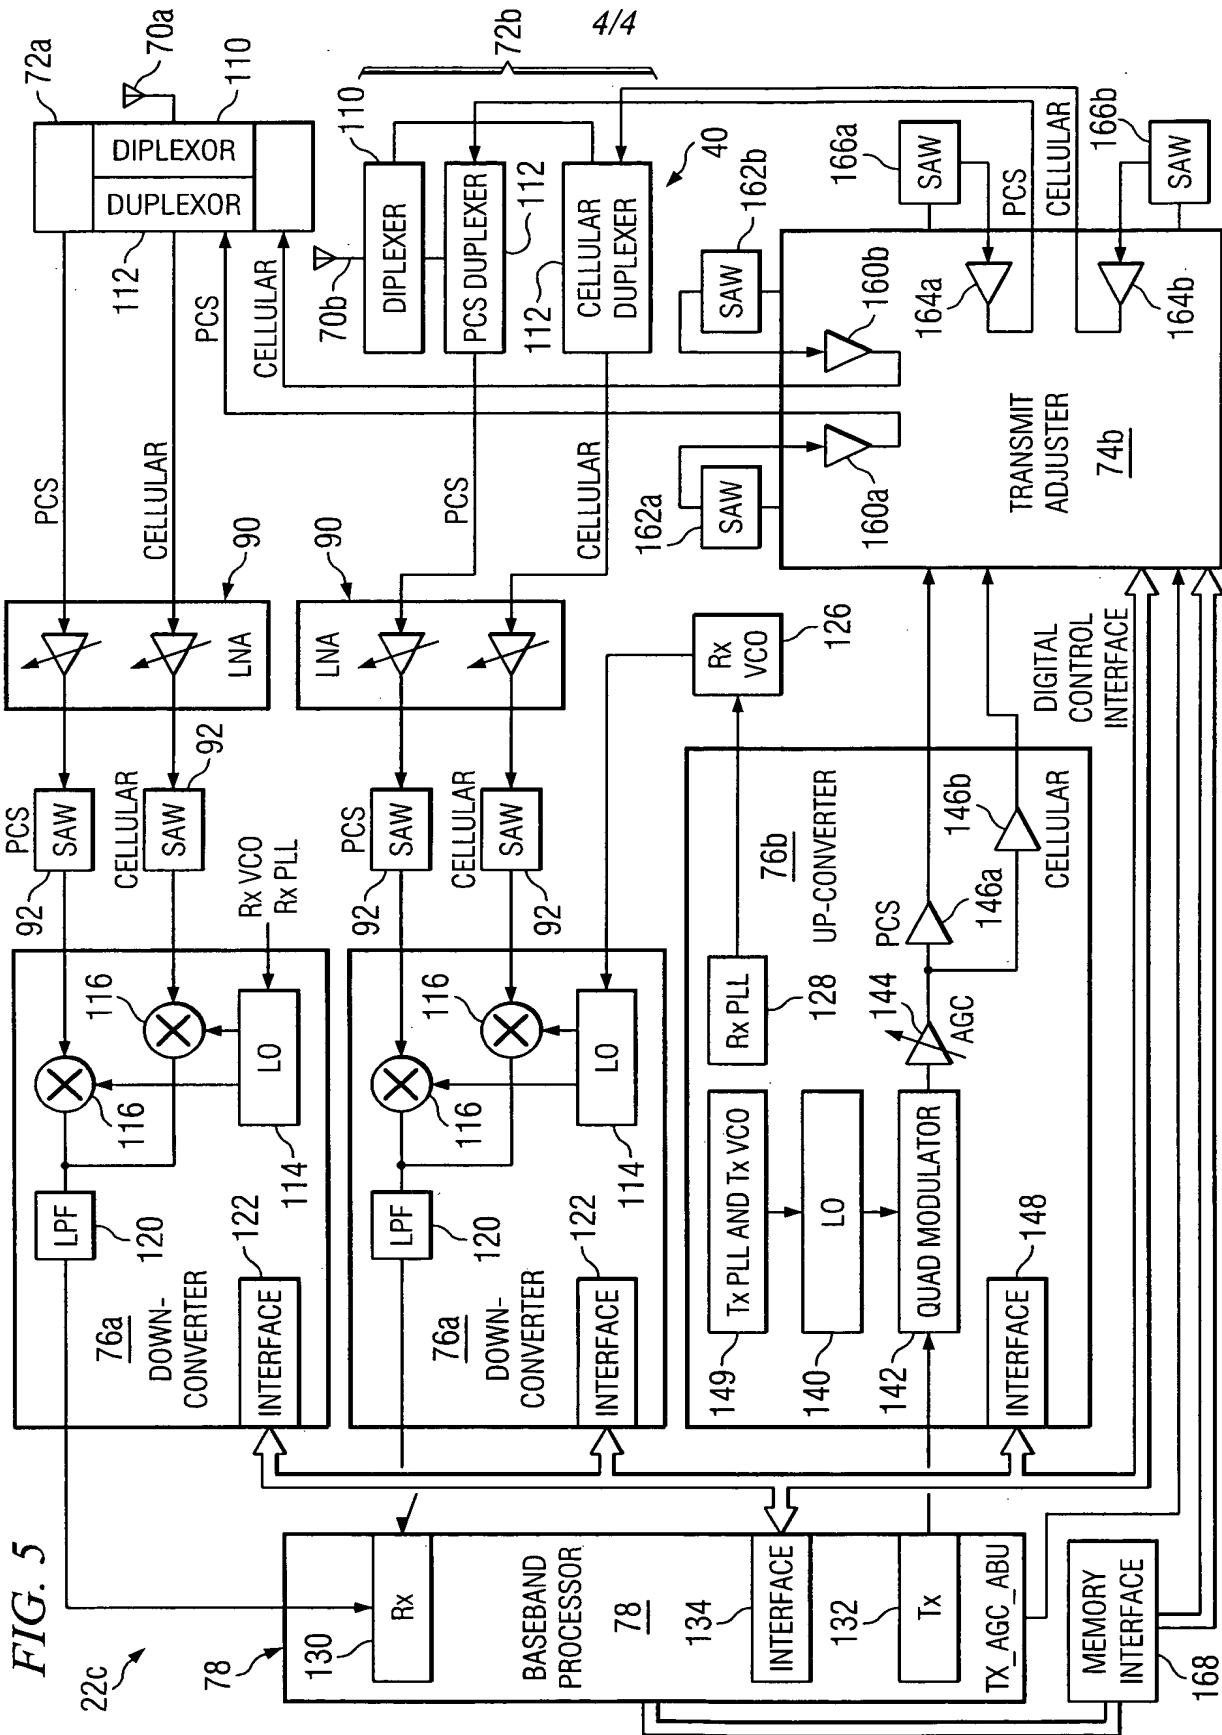 4/4
FIG. 5
22c
72a
70a
110
DIPLEXOR
DUPLEXOR
112
PCS
CELLULAR
PCS
CELLULAR
90
LNA
PCS
SAW
92
CELLULAR
SAW
92
Rx VCO
Rx PLL
116
116
LO
114
LPF
120
76a
DOWN-
CONVERTER
122
INTERFACE
72b
110
DIPLEXER
70b
PCS DUPLEXER
112
CELLULAR
DUPLEXER
112
40
PCS
CELLULAR
90
LNA
PCS
SAW
92
CELLULAR
SAW
92
116
116
LO
114
LPF
120
76a
DOWN-
CONVERTER
122
INTERFACE
Rx
VCO
126
76b
UP-CONVERTER
Rx PLL
128
Tx PLL AND Tx VCO
149
LO
140
QUAD MODULATOR
142
144
AGC
PCS
146a
146b
CELLULAR
INTERFACE
148
DIGITAL
CONTROL
INTERFACE
162a
SAW
160a
162b
SAW
160b
166a
SAW
PCS
164a
CELLULAR
166b
SAW
164b
TRANSMIT
ADJUSTER
74b
78
Rx
130
BASEBAND
PROCESSOR
78
INTERFACE
134
Tx
132
TX_AGC_ABU
MEMORY
INTERFACE
168